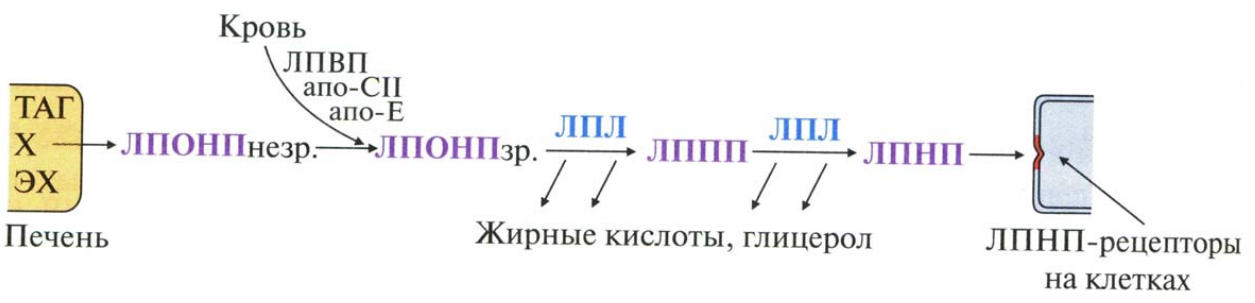 Кровь
ЛПВП
апо-СII
апо-Е
ТАГ
Х
ЭХ
ЛПОНПнезр.
ЛПОНПзр.
ЛПЛ
ЛППП
ЛПЛ
ЛПНП
Печень
Жирные кислоты, глицерол
ЛПНП-рецепторы
на клетках